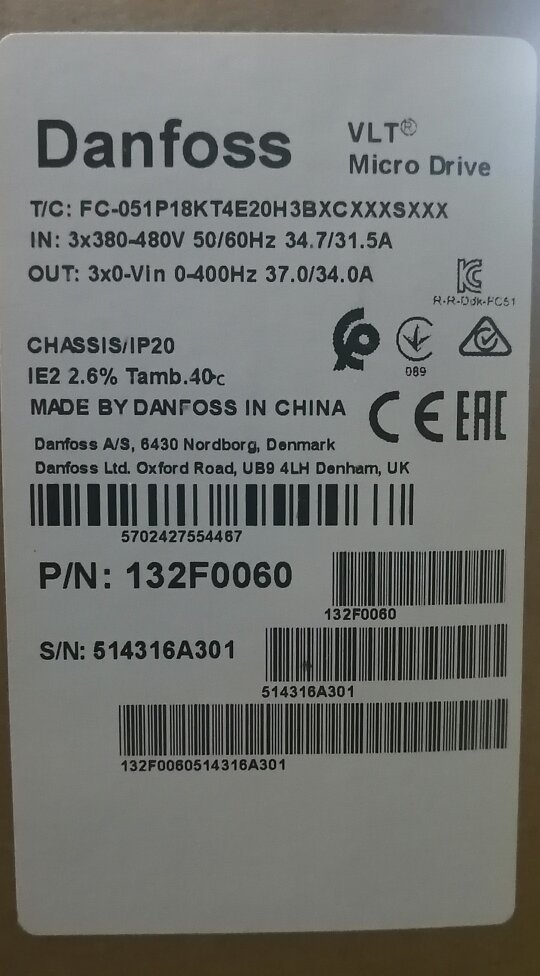 Danfoss
VLT®
Micro Drive
T/C: FC-051P18KT4E20H3BXCXXXSXXX
IN: 3x380-480V 50/60Hz 34.7/31.5A
OUT: 3x0-Vin 0-400Hz 37.0/34.0A
R-R-Ddk-FC51
CHASSIS/IP20
IE2 2.6% Tamb.40°C
089
MADE BY DANFOSS IN CHINA
CE EAC
Danfoss A/S, 6430 Nordborg, Denmark
Danfoss Ltd. Oxford Road, UB9 4LH Denham, UK
5702427554467
P/N: 132F0060
132F0060
S/N: 514316A301
514316A301
132F0060514316A301